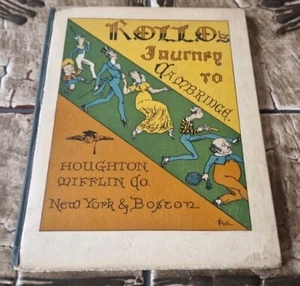 Rollo's
Journey
to
Cambridge.
Houghton
Mifflin Co.
New York & Boston